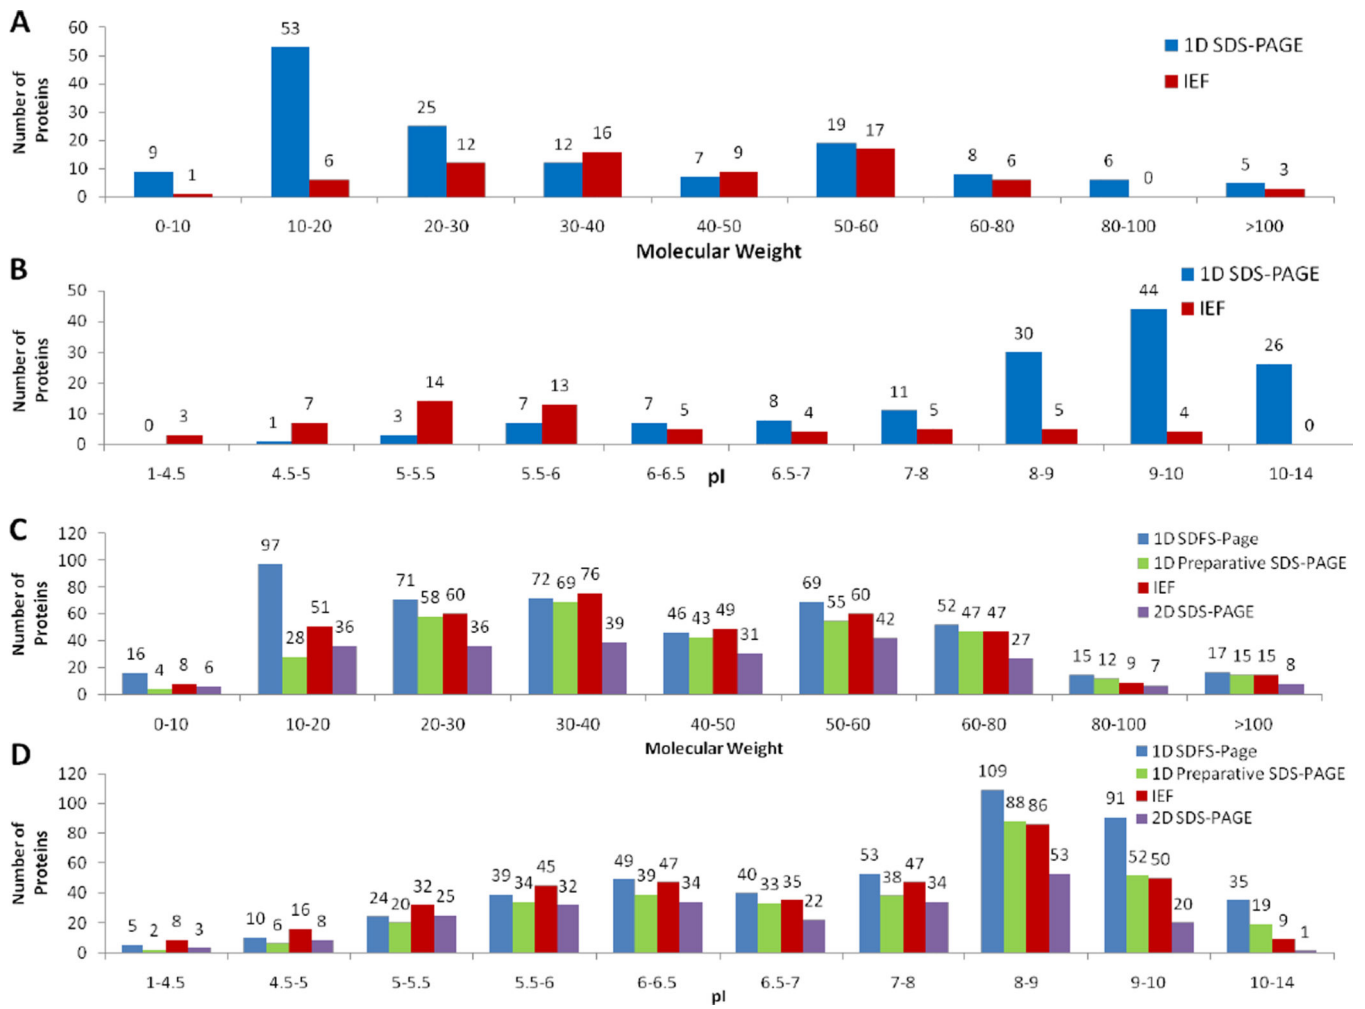 A
Number of
Proteins
60
50
40
30
20
10
0
9 1 53 6 25 12 12 16 7 9 19 17 8 6 6 0 5 3
1D SDS-PAGE
IEF
0-10 10-20 20-30 30-40 40-50 50-60 60-80 80-100 >100
Molecular Weight
B
Number of
Proteins
50
40
30
20
10
0
0 3 1 7 3 14 7 13 7 5 8 4 11 5 30 5 44 4 26 0
1D SDS-PAGE
IEF
1-4.5 4.5-5 5-5.5 5.5-6 6-6.5 6.5-7 7-8 8-9 9-10 10-14
pI
C
Number of
Proteins
120
100
80
60
40
20
0
16 4 8 6 97 28 51 36 71 58 60 36 72 69 76 39 46 43 49 31 69 55 60 42 52 47 47 27 15 12 9 7 17 15 15 8
1D SDFS-Page
1D Preparative SDS-PAGE
IEF
2D SDS-PAGE
0-10 10-20 20-30 30-40 40-50 50-60 60-80 80-100 >100
Molecular Weight
D
Number of
Proteins
120
100
80
60
40
20
0
5 2 8 3 10 6 16 8 24 20 32 25 39 34 45 32 49 39 47 34 40 33 35 22 53 38 47 34 109 88 86 53 91 52 50 20 35 19 9 1
1D SDFS-Page
1D Preparative SDS-PAGE
IEF
2D SDS-PAGE
1-4.5 4.5-5 5-5.5 5.5-6 6-6.5 6.5-7 7-8 8-9 9-10 10-14
pI